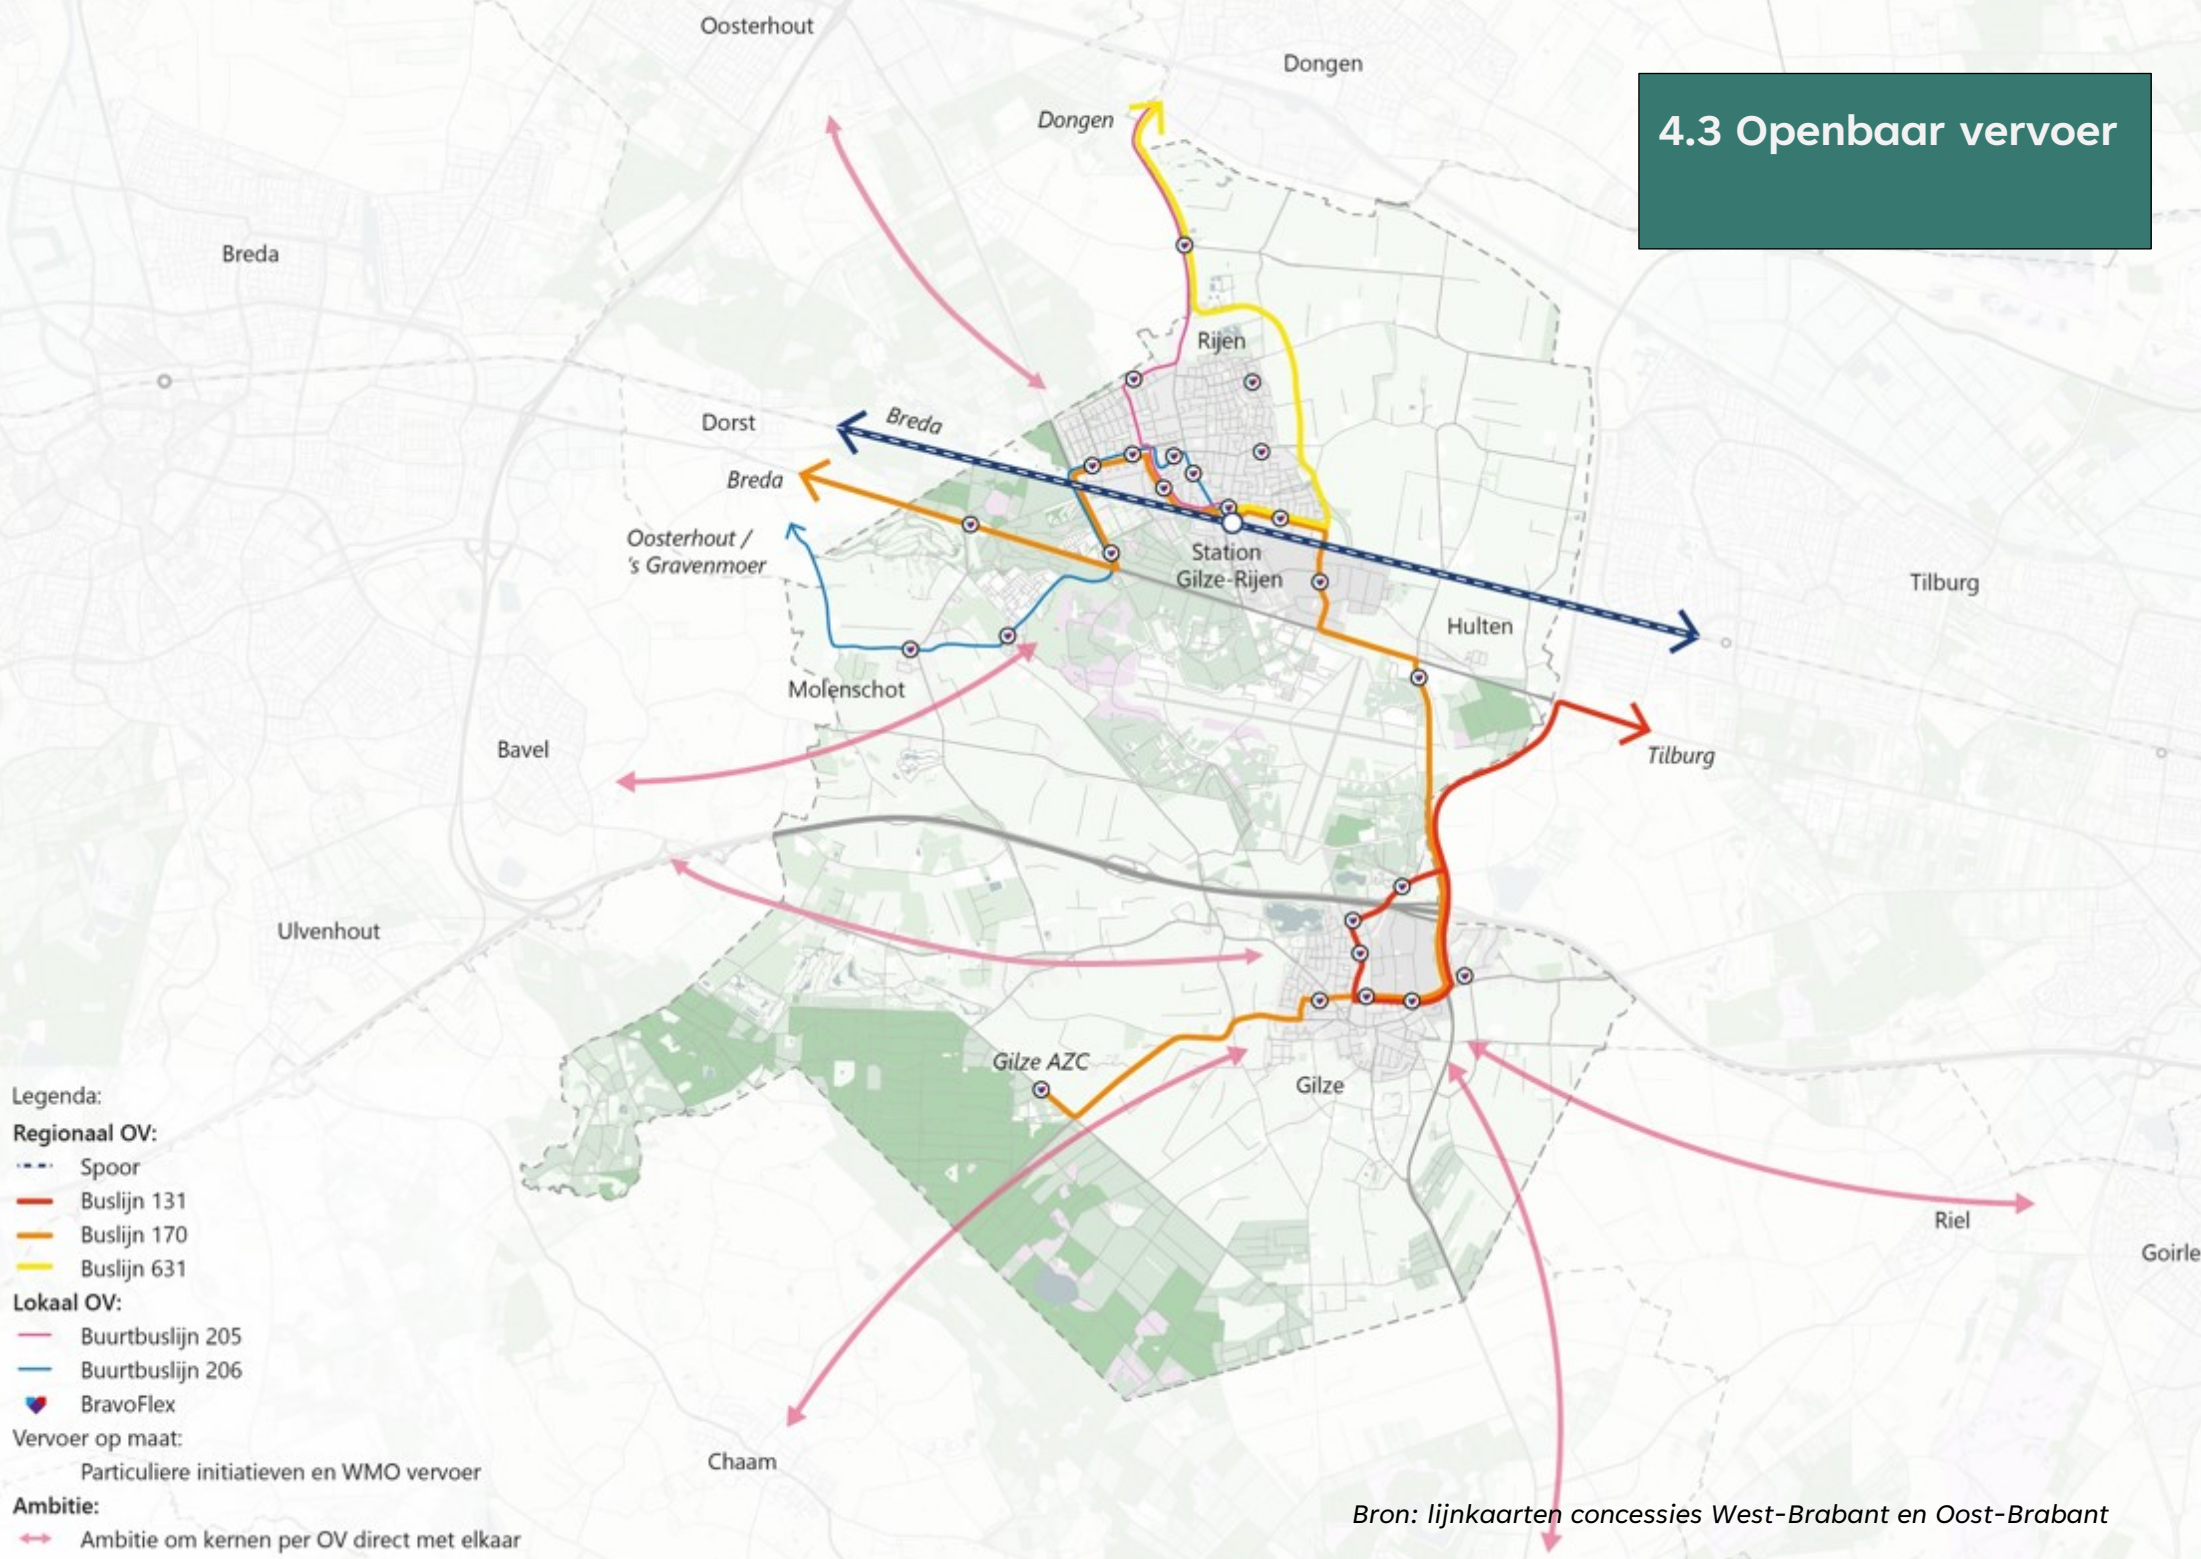 Oosterhout
Dongen
4.3 Openbaar vervoer
Dongen
Breda
Rijen
Dorst
Breda
Breda
Oosterhout /
's Gravenmoer
Station
Gilze-Rijen
Tilburg
Hulten
Molenschot
Bavel
Tilburg
Ulvenhout
Gilze AZC
Gilze
Riel
Goirle
Chaam
Legenda:
Regionaal OV:
Spoor
Buslijn 131
Buslijn 170
Buslijn 631
Lokaal OV:
Buurtbuslijn 205
Buurtbuslijn 206
BravoFlex
Vervoer op maat:
Particuliere initiatieven en WMO vervoer
Ambitie:
Ambitie om kernen per OV direct met elkaar
Bron: lijnkaarten concessies West-Brabant en Oost-Brabant